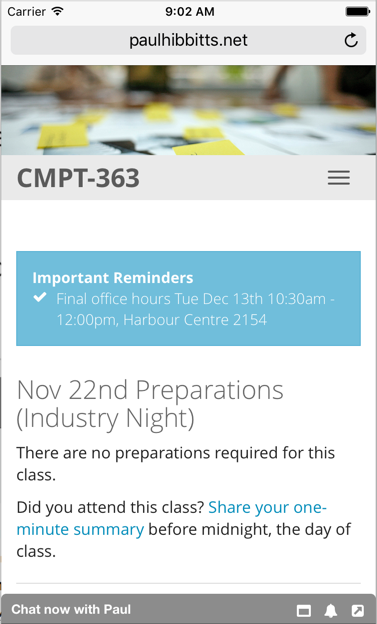 Carrier 9:02 AM
paulhibbitts.net
CMPT-363
Important Reminders
Final office hours Tue Dec 13th 10:30am -
12:00pm, Harbour Centre 2154
Nov 22nd Preparations
(Industry Night)
There are no preparations required for this
class.
Did you attend this class? Share your one-
minute summary before midnight, the day of
class.
Chat now with Paul